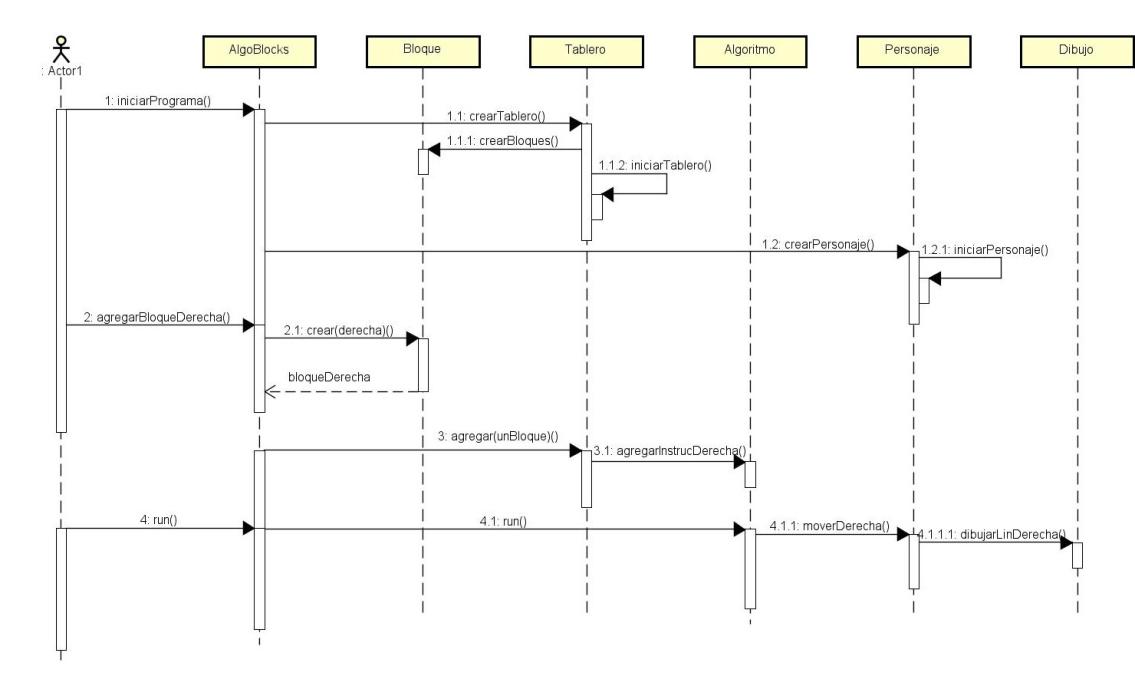 AlgoBlocks
Bloque
Tablero
Algoritmo
Personaje
Dibujo
: Actor1
1: iniciarPrograma()
1.1: crearTablero()
1.1.1: crearBloques()
1.1.2: iniciarTablero()
1.2: crearPersonaje()
1.2.1: iniciarPersonaje()
2: agregarBloqueDerecha()
2.1: crear(derecha)()
bloqueDerecha
3: agregar(unBloque)()
3.1: agregarInstrucDerecha()
4: run()
4.1: run()
4.1.1: moverDerecha()
4.1.1.1: dibujarLinDerecha()